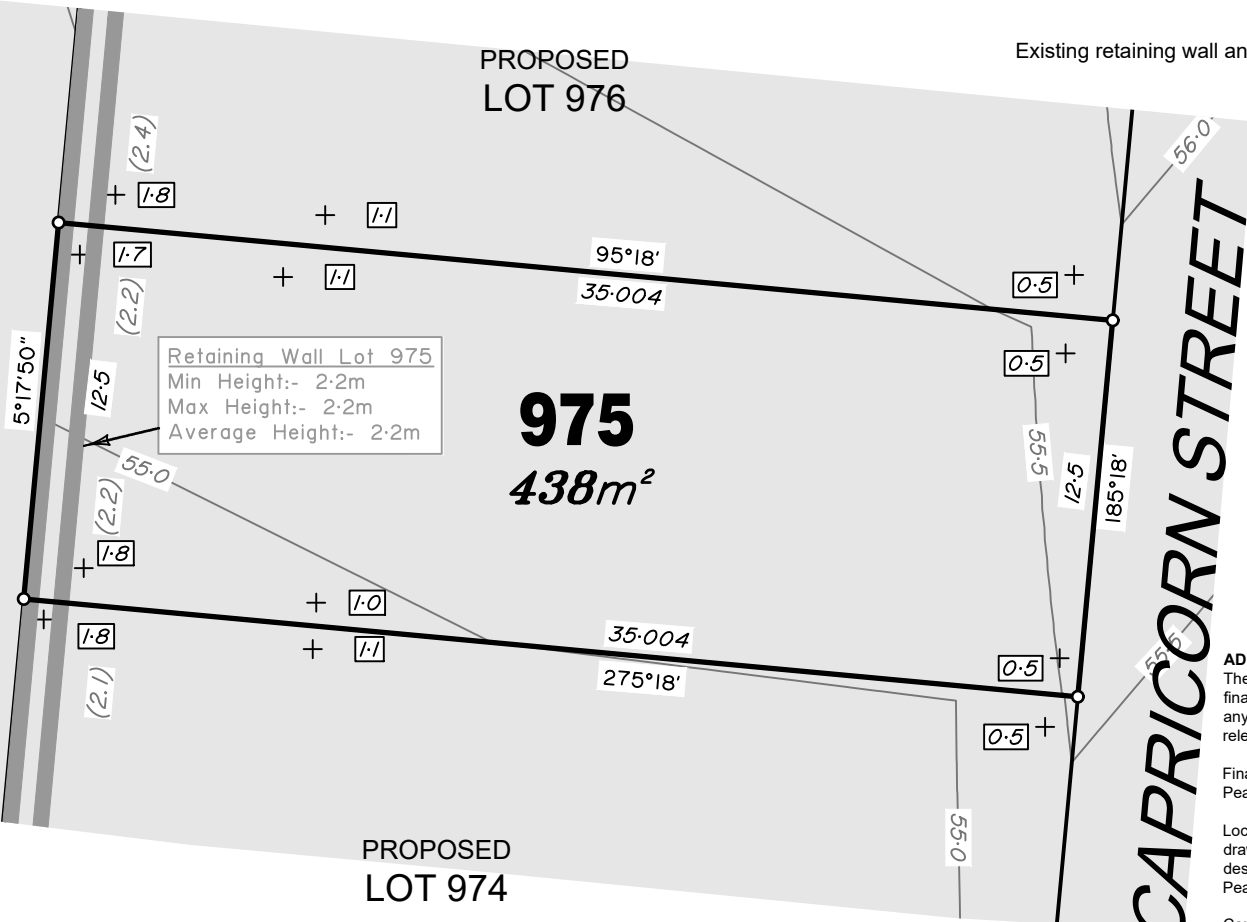 PROPOSED
LOT 976
Existing retaining wall an
56·0
(2.4)
1·8
1·1
1·7
1·1
95°18'
35·004
0·5
0·5
(2.2)
5°17'50"
12·5
Retaining Wall Lot 975
Min Height:- 2·2m
Max Height:- 2·2m
Average Height:- 2·2m
975
438m²
55·0
(2.2)
55·5
12·5
185°18'
CAPRICORN STREET
1·8
1·0
1·8
1·1
35·004
275°18'
0·5
0·5
55·5
(2.1)
55·0
PROPOSED
LOT 974
AD
The
fina
any
rele
Fina
Pea
Loc
drav
des
Pea